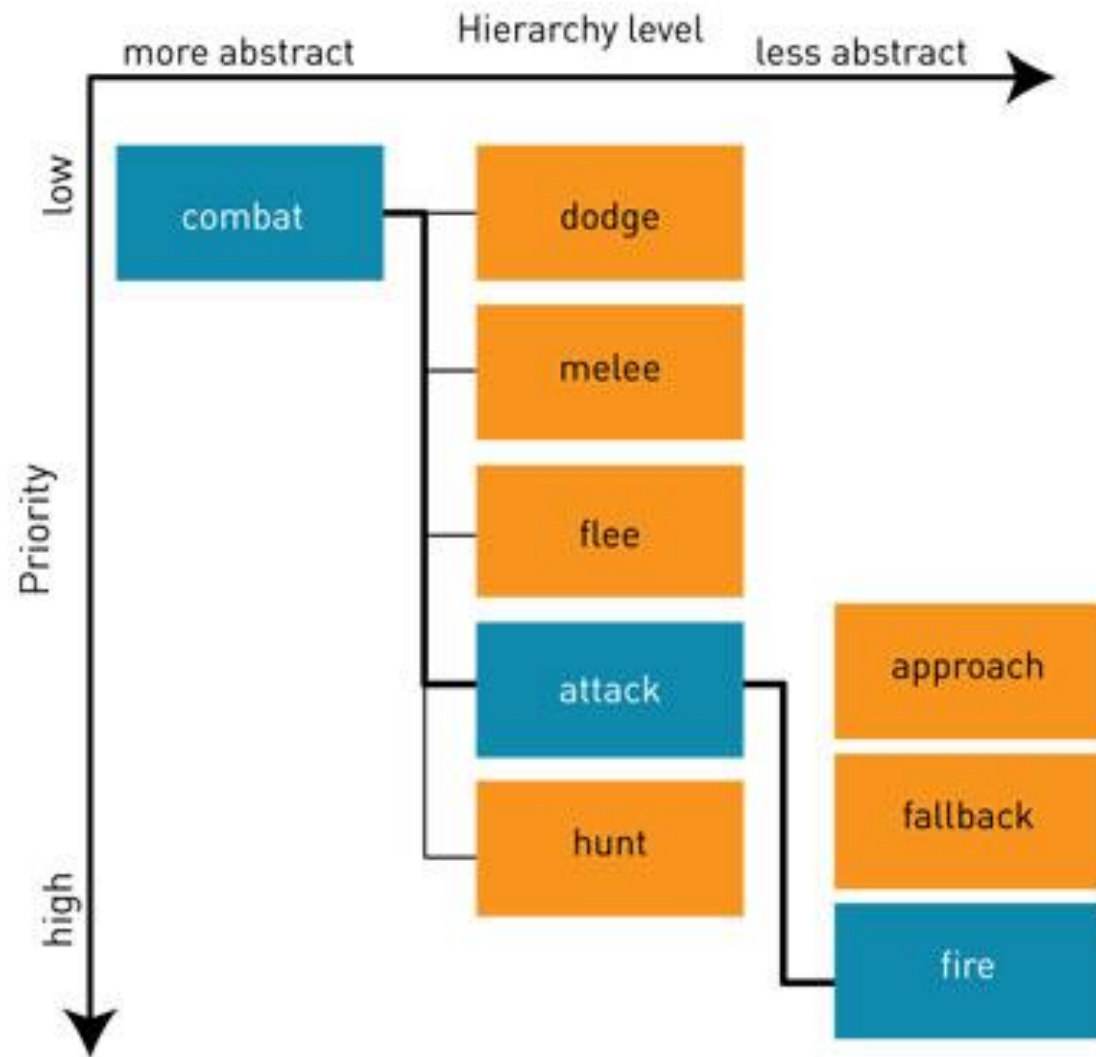 Hierarchy level
more abstract
less abstract
low
Priority
high
combat
dodge
melee
flee
attack
hunt
approach
fallback
fire